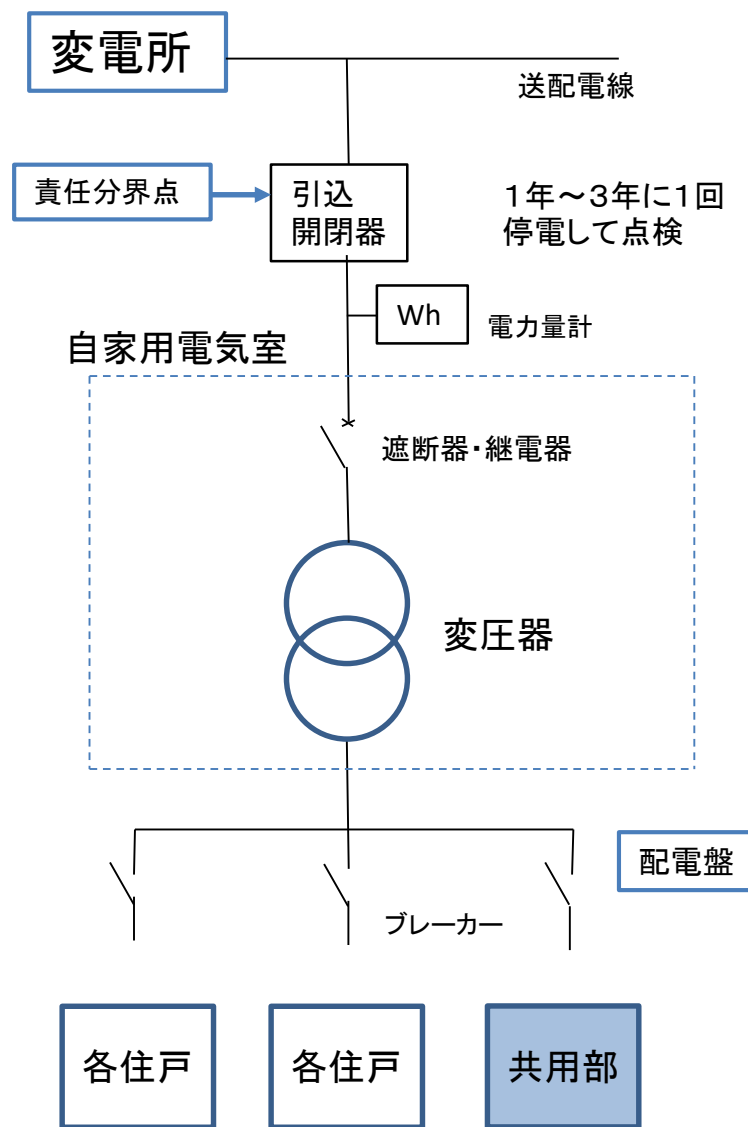 変電所
送配電線
責任分界点
引込
開閉器
1年～3年に1回
停電して点検
Wh
電力量計
自家用電気室
遮断器・継電器
変圧器
配電盤
ブレーカー
各住戸
各住戸
共用部